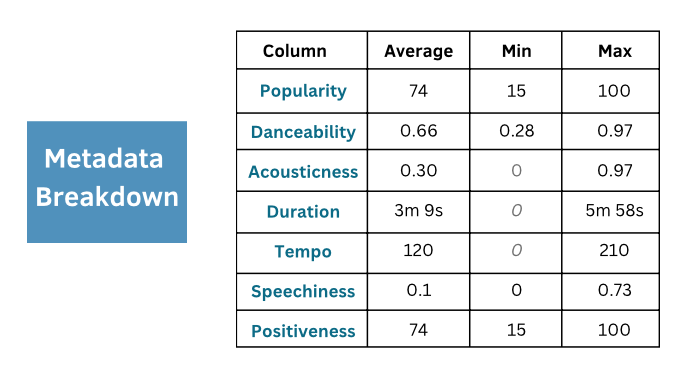 Metadata
Breakdown
Column Average Min Max
Popularity 74 15 100
Danceability 0.66 0.28 0.97
Acousticness 0.30 0 0.97
Duration 3m 9s 0 5m 58s
Tempo 120 0 210
Speechiness 0.1 0 0.73
Positiveness 74 15 100